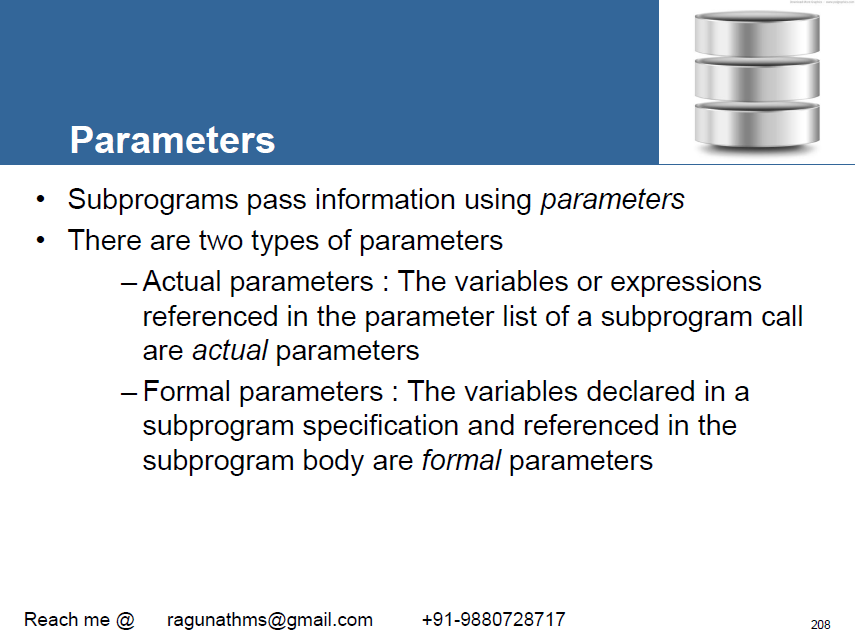 Parameters
• Subprograms pass information using parameters
• There are two types of parameters
– Actual parameters : The variables or expressions
referenced in the parameter list of a subprogram call
are actual parameters
– Formal parameters : The variables declared in a
subprogram specification and referenced in the
subprogram body are formal parameters
Reach me @ ragunathms@gmail.com +91-9880728717
208